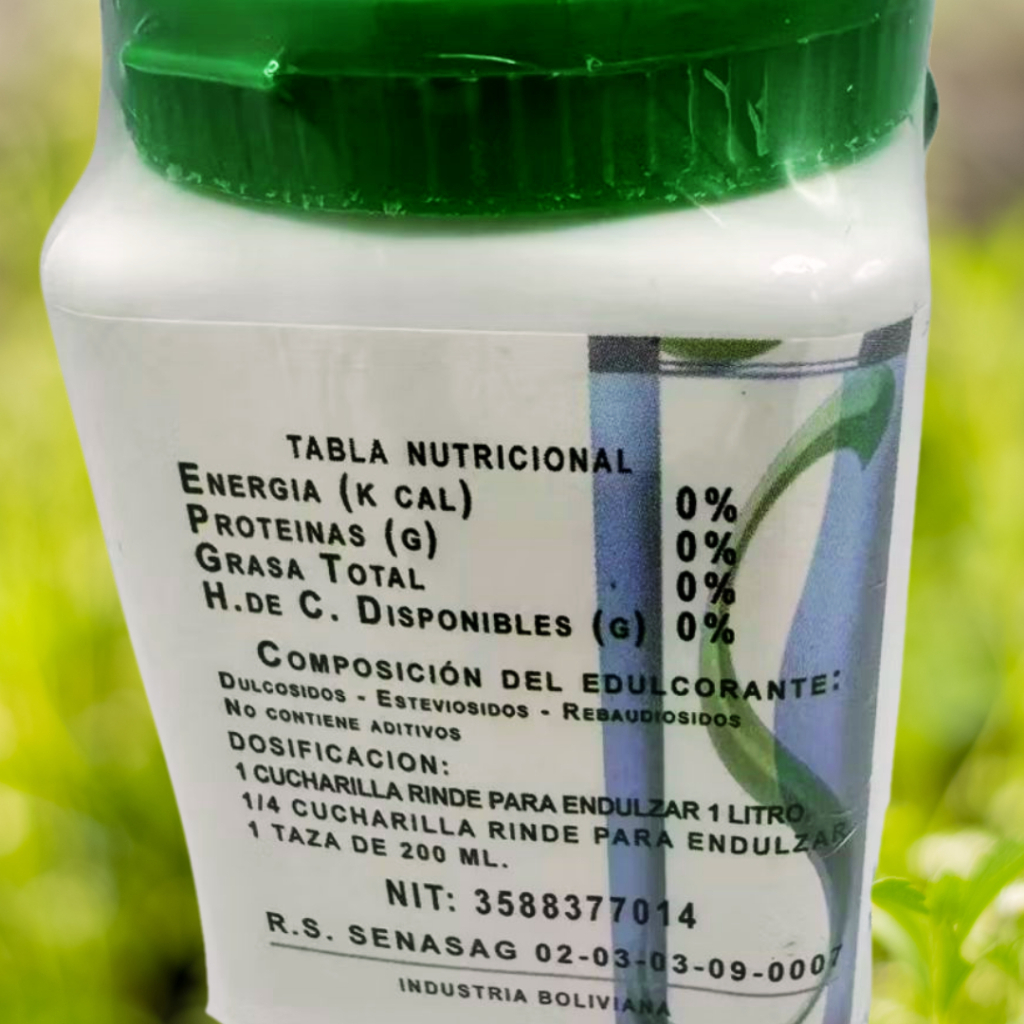 TABLA NUTRICIONAL
ENERGIA (K CAL) 0%
PROTEINAS (G) 0%
GRASA TOTAL 0%
H.DE C. DISPONIBLES (G) 0%
COMPOSICIÓN DEL EDULCORANTE:
DULCOSIDOS - ESTEVIOSIDOS - REBAUDIOSIDOS
NO CONTIENE ADITIVOS
DOSIFICACION:
1 CUCHARILLA RINDE PARA ENDULZAR 1 LITRO.
1/4 CUCHARILLA RINDE PARA ENDULZAR
1 TAZA DE 200 ML.
NIT: 3588377014
R.S. SENASAG 02-03-03-09-0007
INDUSTRIA BOLIVIANA